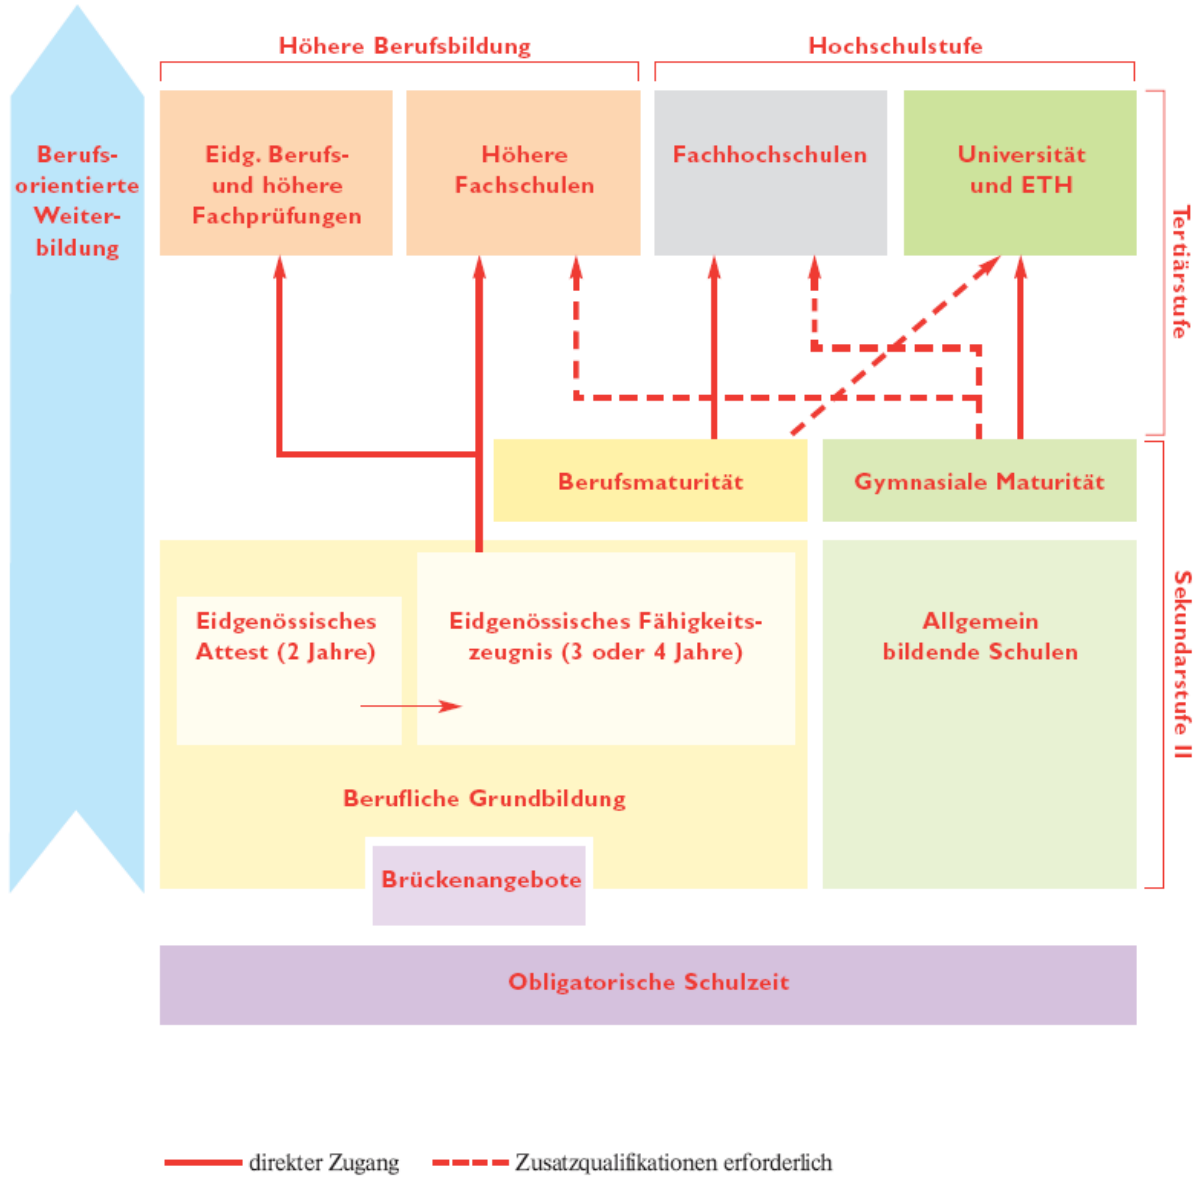 Höhere Berufsbildung
Hochschulstufe
Berufs-
orientierte
Weiter-
bildung
Eidg. Berufs-
und höhere
Fachprüfungen
Höhere
Fachschulen
Fachhochschulen
Universität
und ETH
Tertiärstufe
Berufsmaturität
Gymnasiale Maturität
Eidgenössisches
Attest (2 Jahre)
Eidgenössisches Fähigkeits-
zeugnis (3 oder 4 Jahre)
Allgemein
bildende Schulen
Sekundarstufe II
Berufliche Grundbildung
Brückenangebote
Obligatorische Schulzeit
direkter Zugang
Zusatzqualifikationen erforderlich